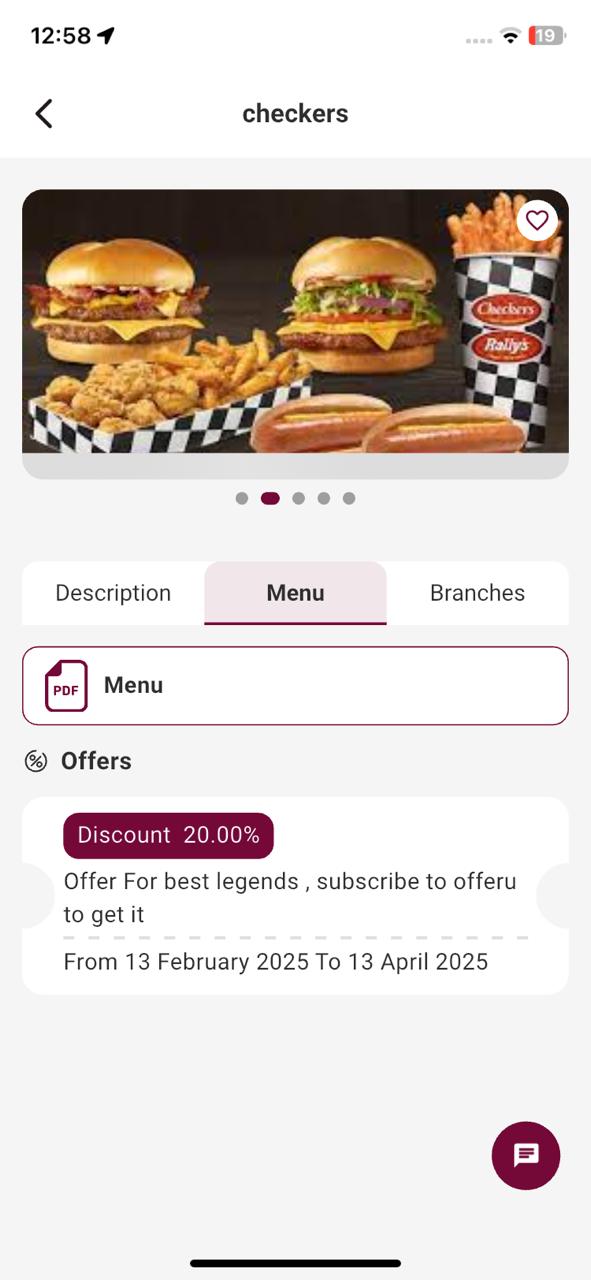 12:58
19
checkers
Checkers
Rally's
Description
Menu
Branches
PDF
Menu
Offers
Discount 20.00%
Offer For best legends , subscribe to offeru
to get it
From 13 February 2025 To 13 April 2025